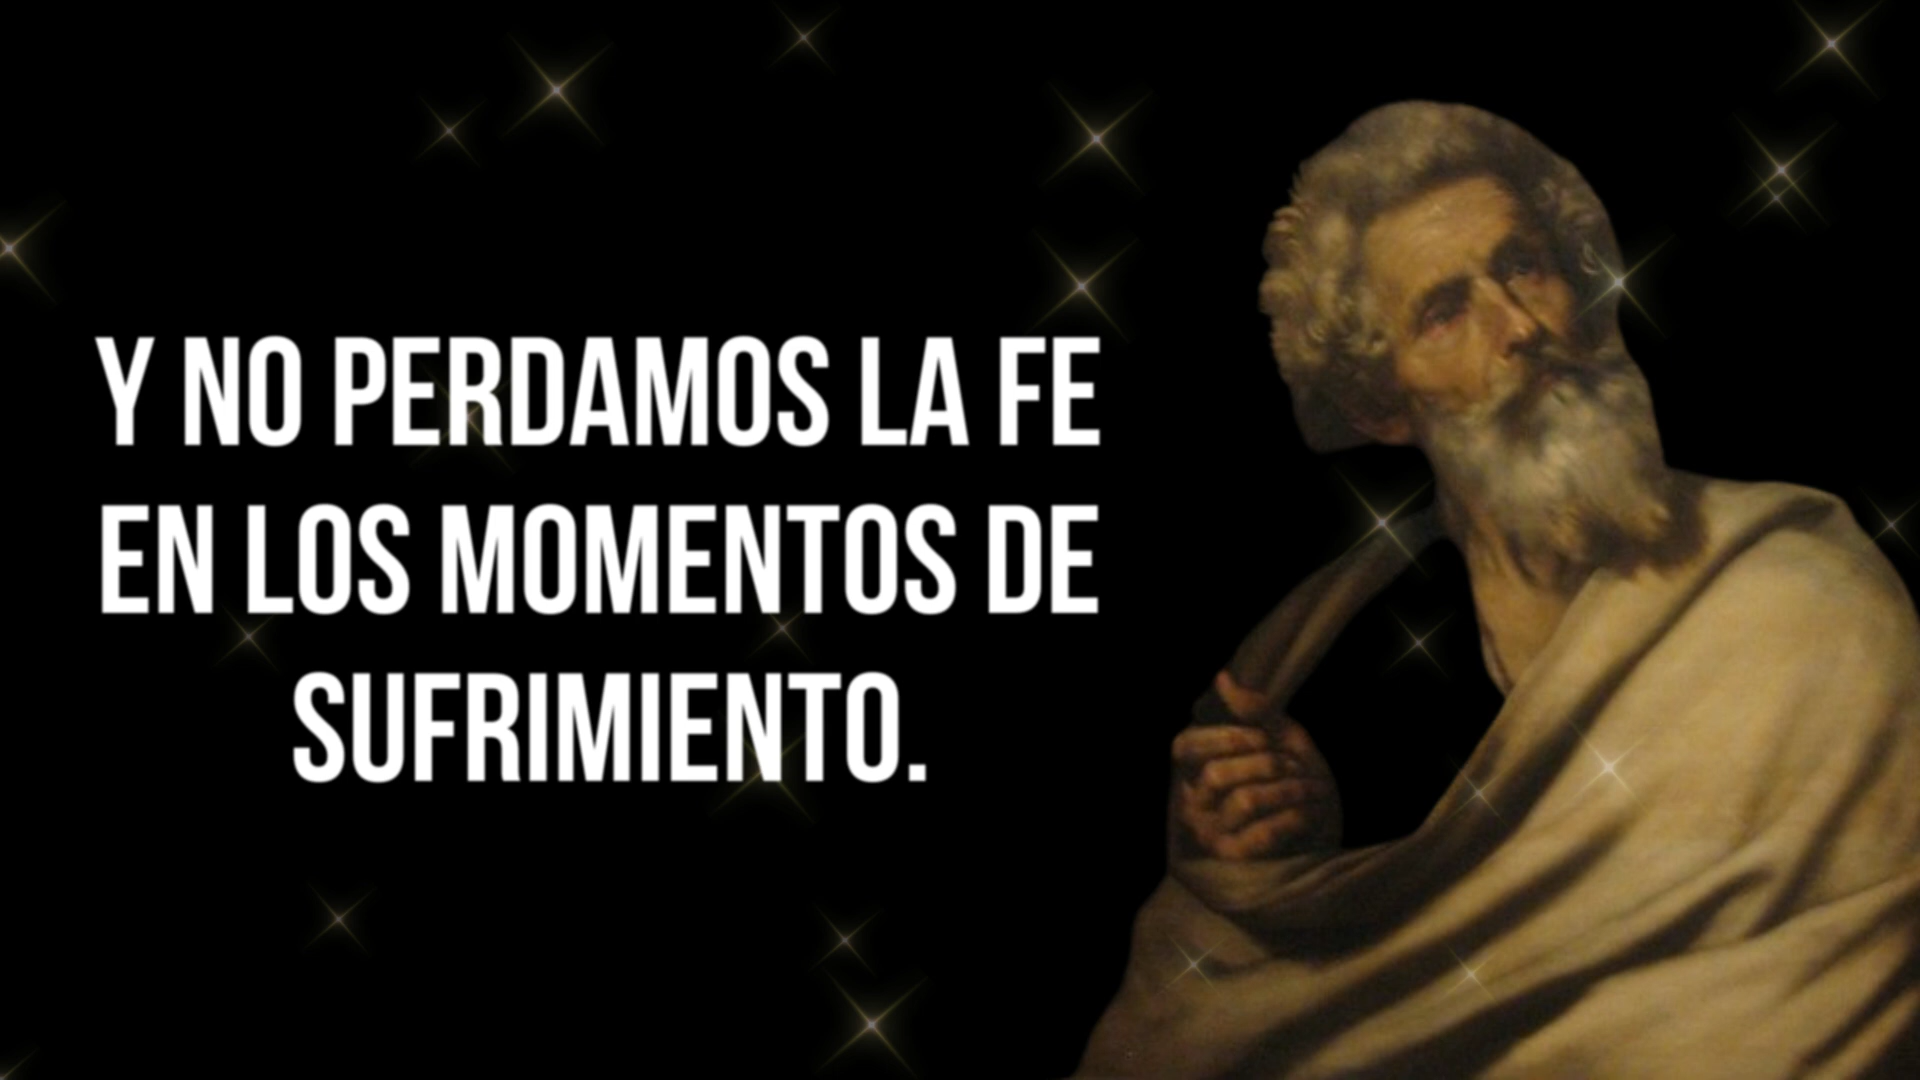 Y NO PERDAMOS LA FE
EN LOS MOMENTOS DE
SUFRIMIENTO.